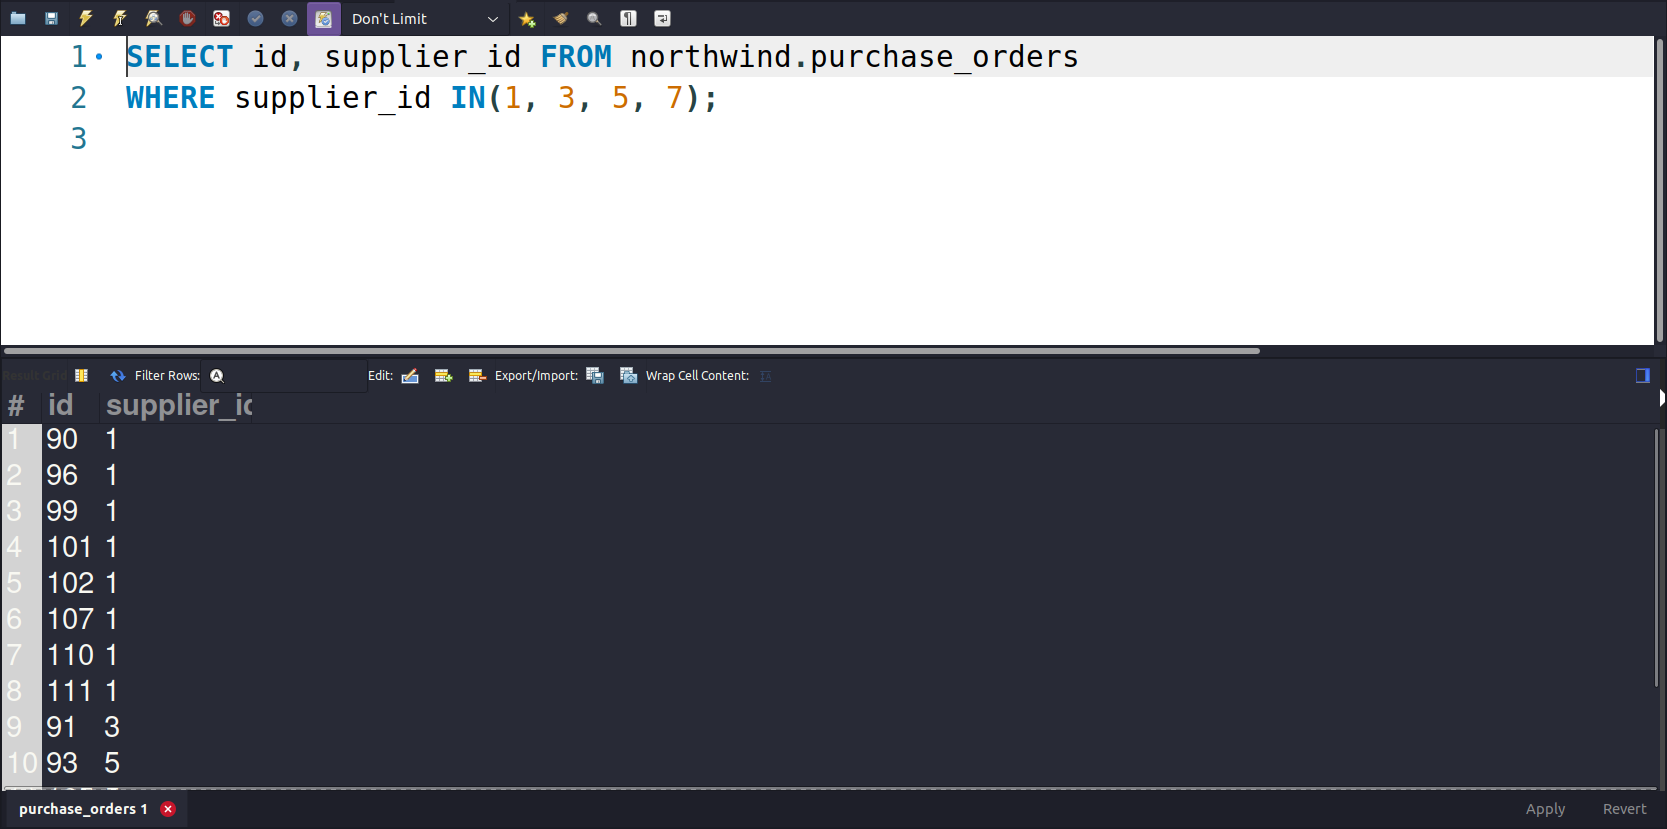 Don't Limit
1 SELECT id, supplier_id FROM northwind.purchase_orders
2 WHERE supplier_id IN(1, 3, 5, 7);
3
Result Grid Filter Rows: Edit: Export/Import: Wrap Cell Content:
# id supplier_id
1 90 1
2 96 1
3 99 1
4 101 1
5 102 1
6 107 1
7 110 1
8 111 1
9 91 3
10 93 5
purchase_orders 1 Apply Revert